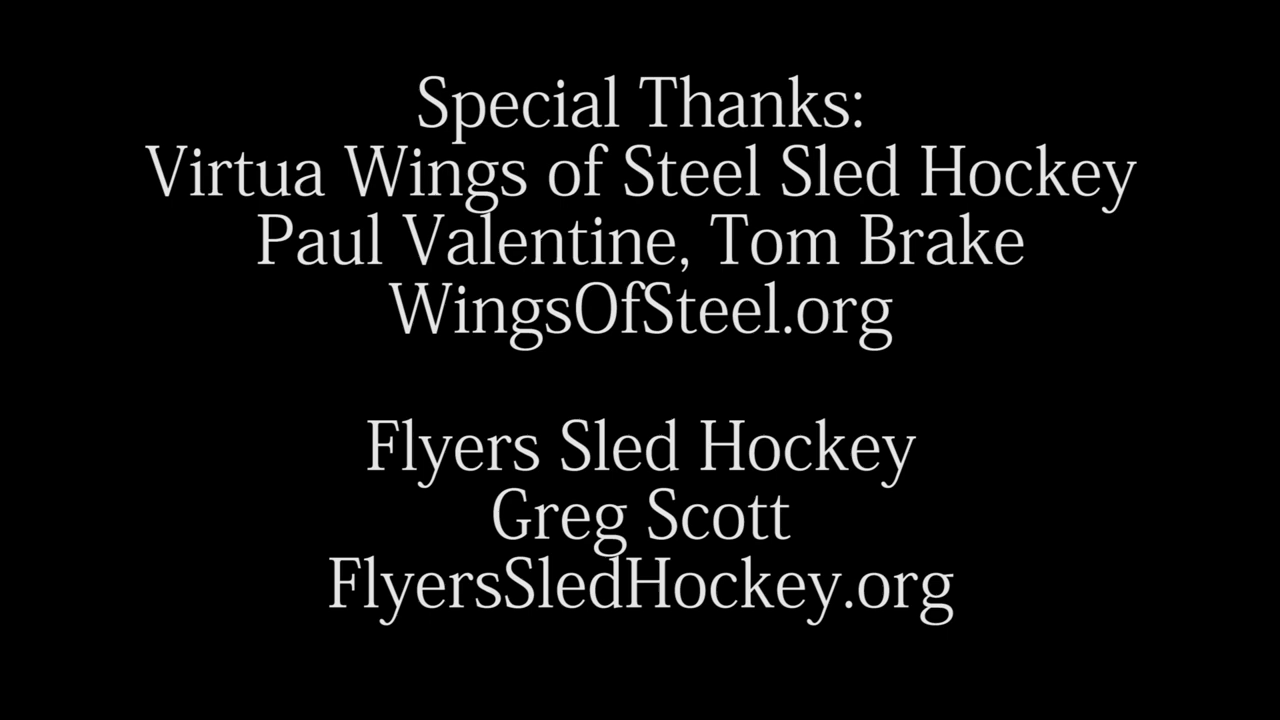 Special Thanks:
Virtua Wings of Steel Sled Hockey
Paul Valentine, Tom Brake
WingsOfSteel.org
Flyers Sled Hockey
Greg Scott
FlyersSledHockey.org